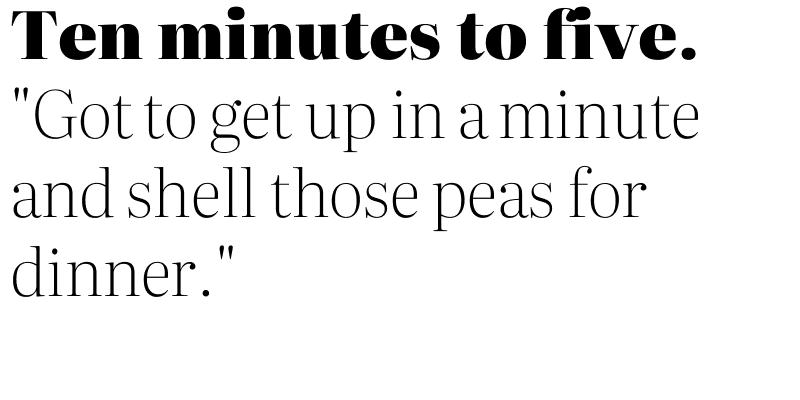 Ten minutes to five.
"Got to get up in a minute
and shell those peas for
dinner."